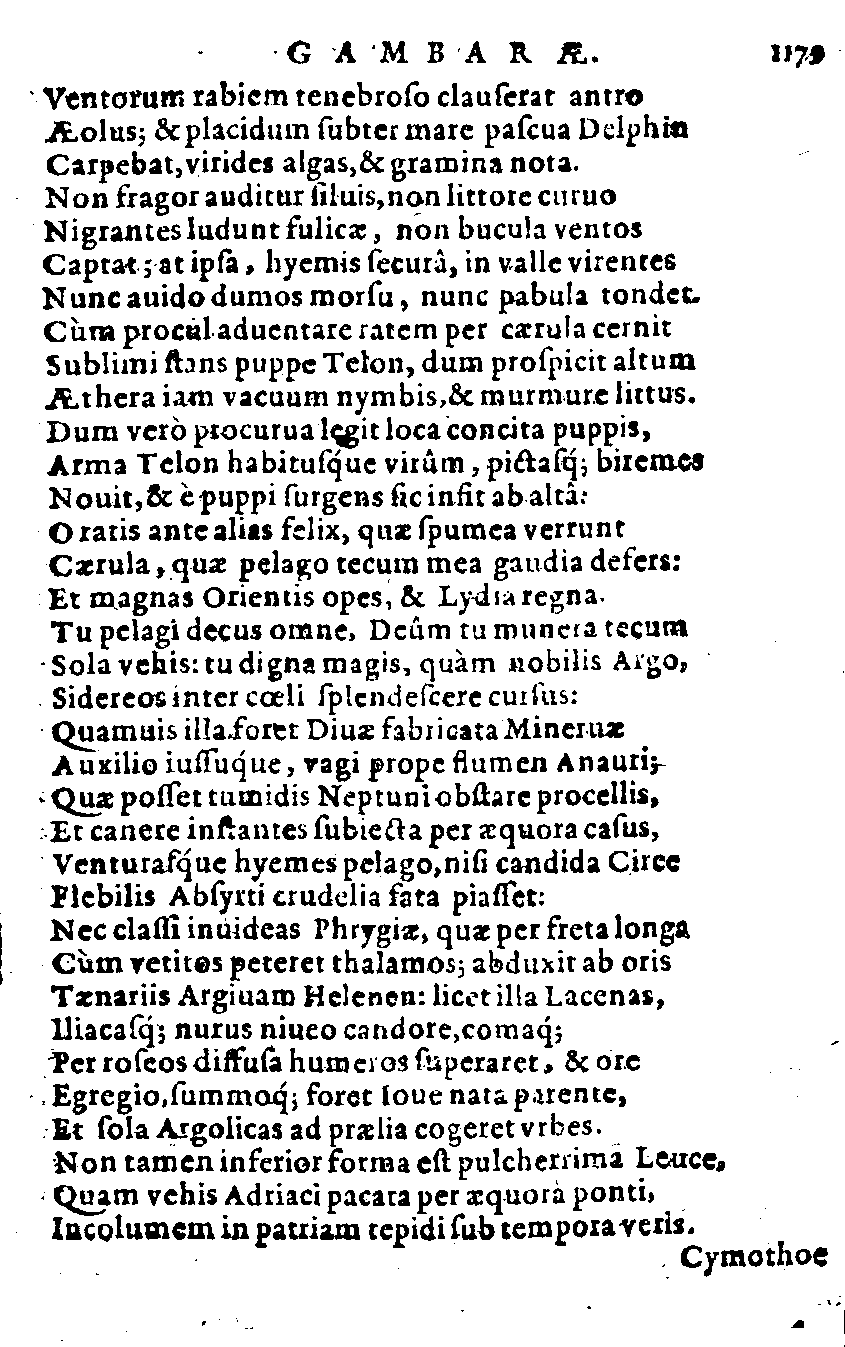 GAMBARÆ. 1179
Ventorum rabiem tenebroſo clauſerat antro
Æolus; & placidum ſubter mare paſcua Delphin
Carpebat, virides algas, & gramina nota.
Non fragor auditur ſiluis, non littore curuo
Nigrantes ludunt fulicæ, non bucula ventos
Captat; at ipſa, hyemis ſecurâ, in valle virentes
Nunc auido dumos morſu, nunc pabula tondet.
Cùm procul aduentare ratem per cærula cernit
Sublimi ſtans puppe Telon, dum proſpicit altum
Æthera iam vacuum nymbis, & murmure littus.
Dum verò procurua legit loca concita puppis,
Arma Telon habituſq́ue virûm, pictaſq́; biremes
Nouit, & è puppi ſurgens ſic infit ab altâ:
O ratis ante alias felix, quæ ſpumea verrunt
Cærula, quæ pelago tecum mea gaudia defers:
Et magnas Orientis opes, & Lydia regna.
Tu pelagi decus omne, Deûm tu munera tecum
Sola vehis: tu digna magis, quàm nobilis Argo,
Sidereos inter cœli ſplendeſcere curſus:
Quamuis illa foret Diuæ fabricata Mineruæ
Auxilio iuſſuq́ue, vagi prope flumen Anauri;
Quæ poſſet tumidis Neptuni obſtare procellis,
Et canere inſtantes ſubiecta per æquora caſus,
Venturaſq́ue hyemes pelago, niſi candida Circe
Flebilis Abſyrti crudelia fata piaſſet:
Nec claſſi inuideas Phrygiæ, quæ per freta longa
Cùm vetitos peteret thalamos; abduxit ab oris
Tænariis Argiuam Helenen: licet illa Lacenas,
Iliacaſq́; nurus niueo candore, comaq́;
Per roſeos diffuſa humeros ſuperaret, & ore
Egregio, ſummoq́; foret Ioue nata parente,
Et ſola Argolicas ad prælia cogeret vrbes.
Non tamen inferior forma eſt pulcherrima Leuce,
Quam vehis Adriaci pacata per æquora ponti,
Incolumem in patriam tepidi ſub tempora veris.
Cymothoe